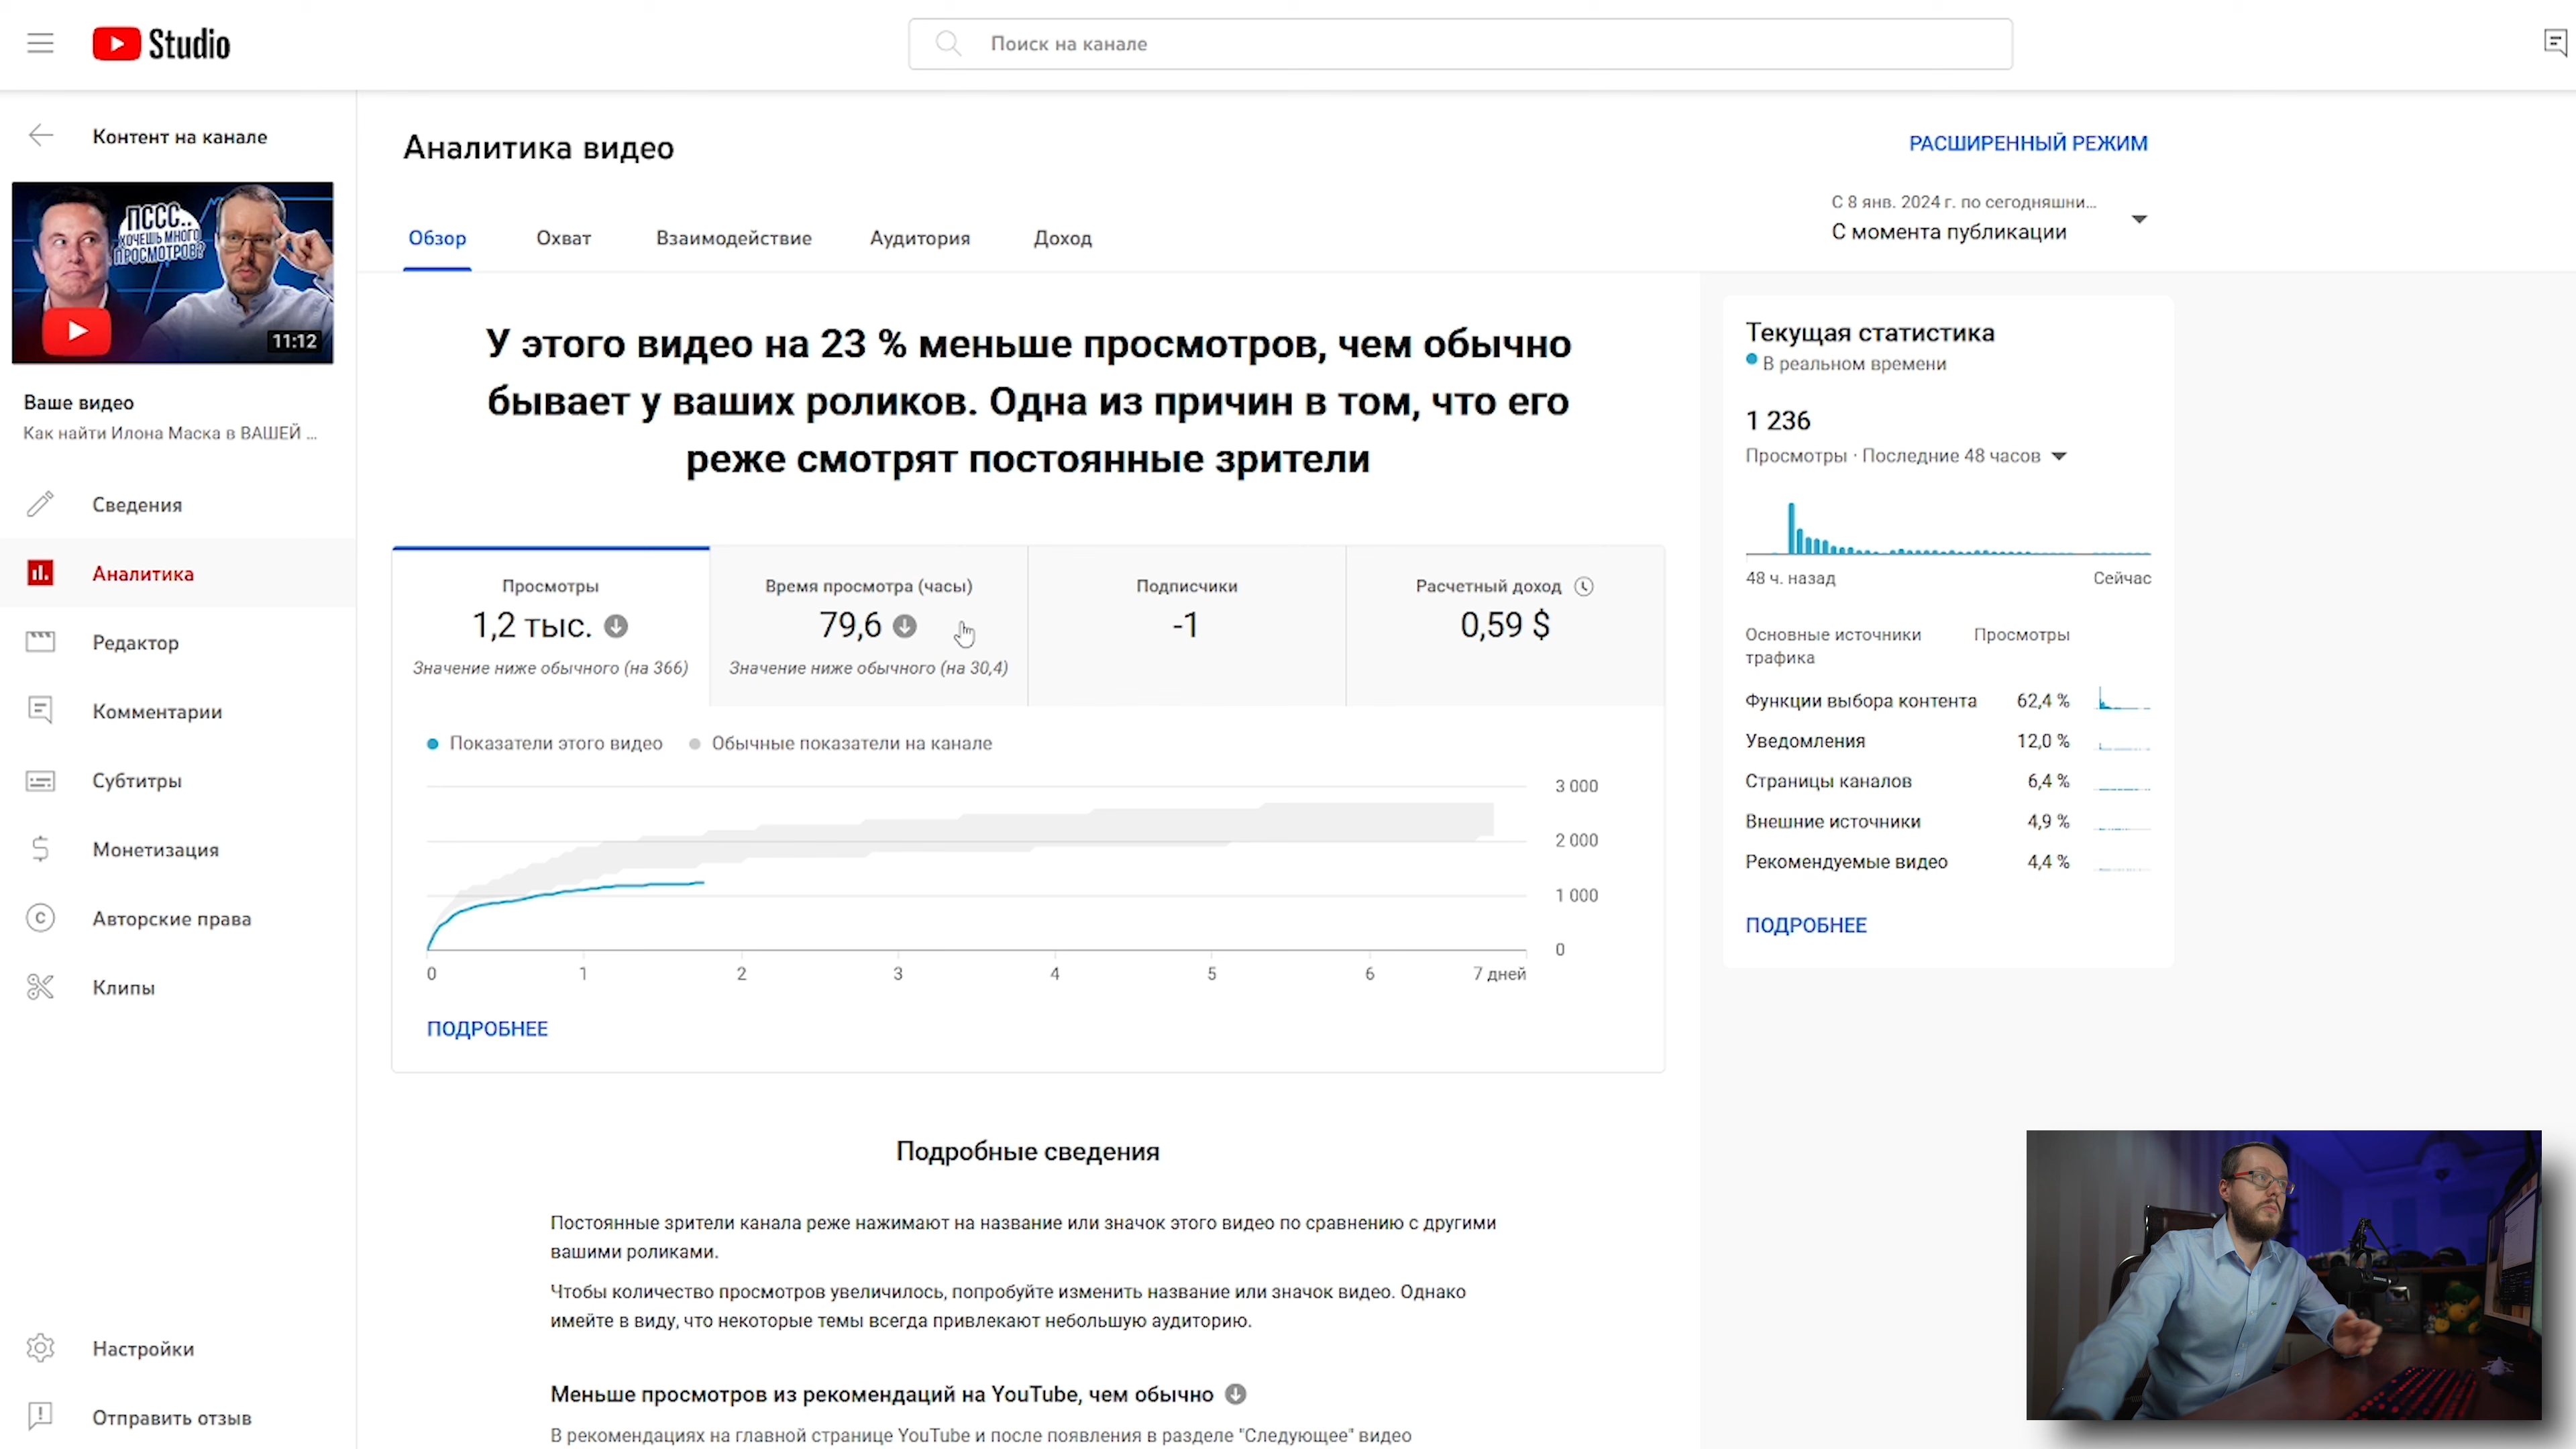 Studio
Поиск на канале
Контент на канале
ПССС..
ХОЧЕШЬ МНОГО
ПРОСМОТРОВ?
11:12
Ваше видео
Как найти Илона Маска в ВАШЕЙ ...
Сведения
Аналитика
Редактор
Комментарии
Субтитры
Монетизация
Авторские права
Клипы
Настройки
Отправить отзыв
Аналитика видео
РАСШИРЕННЫЙ РЕЖИМ
С 8 янв. 2024 г. по сегодняшни...
С момента публикации
Обзор
Охват
Взаимодействие
Аудитория
Доход
У этого видео на 23 % меньше просмотров, чем обычно
бывает у ваших роликов. Одна из причин в том, что его
реже смотрят постоянные зрители
Просмотры
1,2 тыс.
Значение ниже обычного (на 366)
Время просмотра (часы)
79,6
Значение ниже обычного (на 30,4)
Подписчики
-1
Расчетный доход
0,59 $
Показатели этого видео
Обычные показатели на канале
3 000
2 000
1 000
0
0 1 2 3 4 5 6 7 дней
ПОДРОБНЕЕ
Подробные сведения
Постоянные зрители канала реже нажимают на название или значок этого видео по сравнению с другими
вашими роликами.
Чтобы количество просмотров увеличилось, попробуйте изменить название или значок видео. Однако
имейте в виду, что некоторые темы всегда привлекают небольшую аудиторию.
Меньше просмотров из рекомендаций на YouTube, чем обычно
В рекомендациях на главной странице YouTube и после появления в разделе "Следующее" видео
Текущая статистика
В реальном времени
1 236
Просмотры · Последние 48 часов
48 ч. назад
Сейчас
Основные источники
трафика
Просмотры
Функции выбора контента 62,4 %
Уведомления 12,0 %
Страницы каналов 6,4 %
Внешние источники 4,9 %
Рекомендуемые видео 4,4 %
ПОДРОБНЕЕ